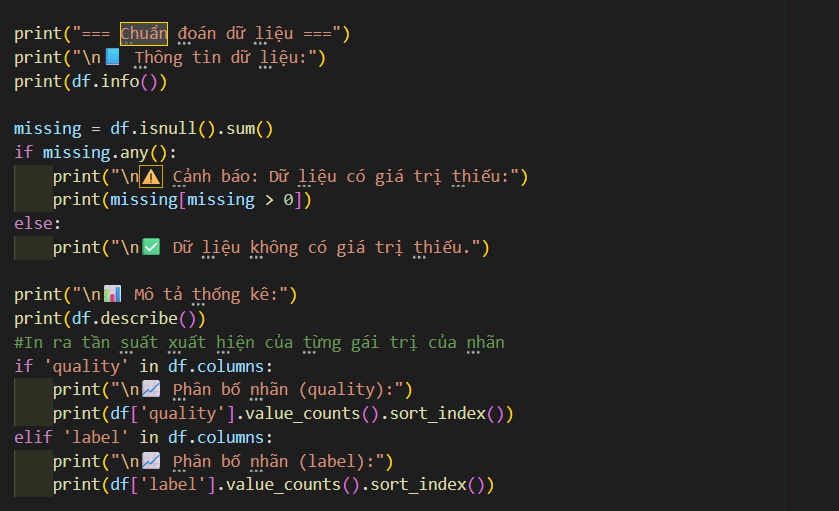 print("=== Chuẩn đoán dữ liệu ===")
print("\n📘 Thông tin dữ liệu:")
print(df.info())

missing = df.isnull().sum()
if missing.any():
    print("\n⚠️ Cảnh báo: Dữ liệu có giá trị thiếu:")
    print(missing[missing > 0])
else:
    print("\n✅ Dữ liệu không có giá trị thiếu.")

print("\n📊 Mô tả thống kê:")
print(df.describe())
#In ra tần suất xuất hiện của từng gái trị của nhãn
if 'quality' in df.columns:
    print("\n📈 Phân bố nhãn (quality):")
    print(df['quality'].value_counts().sort_index())
elif 'label' in df.columns:
    print("\n📈 Phân bố nhãn (label):")
    print(df['label'].value_counts().sort_index())